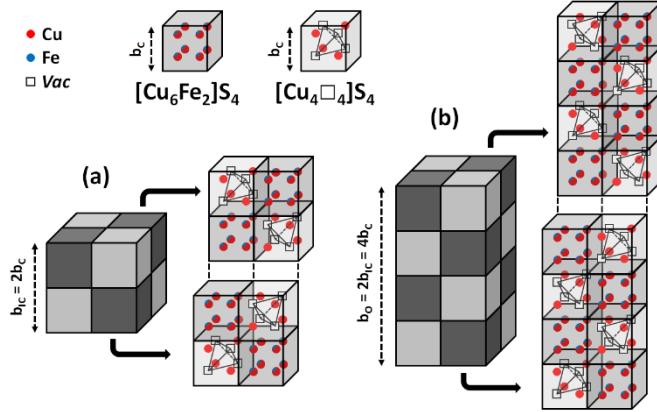 Cu
Fe
Vac
b_C
[Cu₆Fe₂]S₄
b_C
[Cu₄□₄]S₄
(a)
b_IC = 2b_C
(b)
b_O = 2b_IC = 4b_C